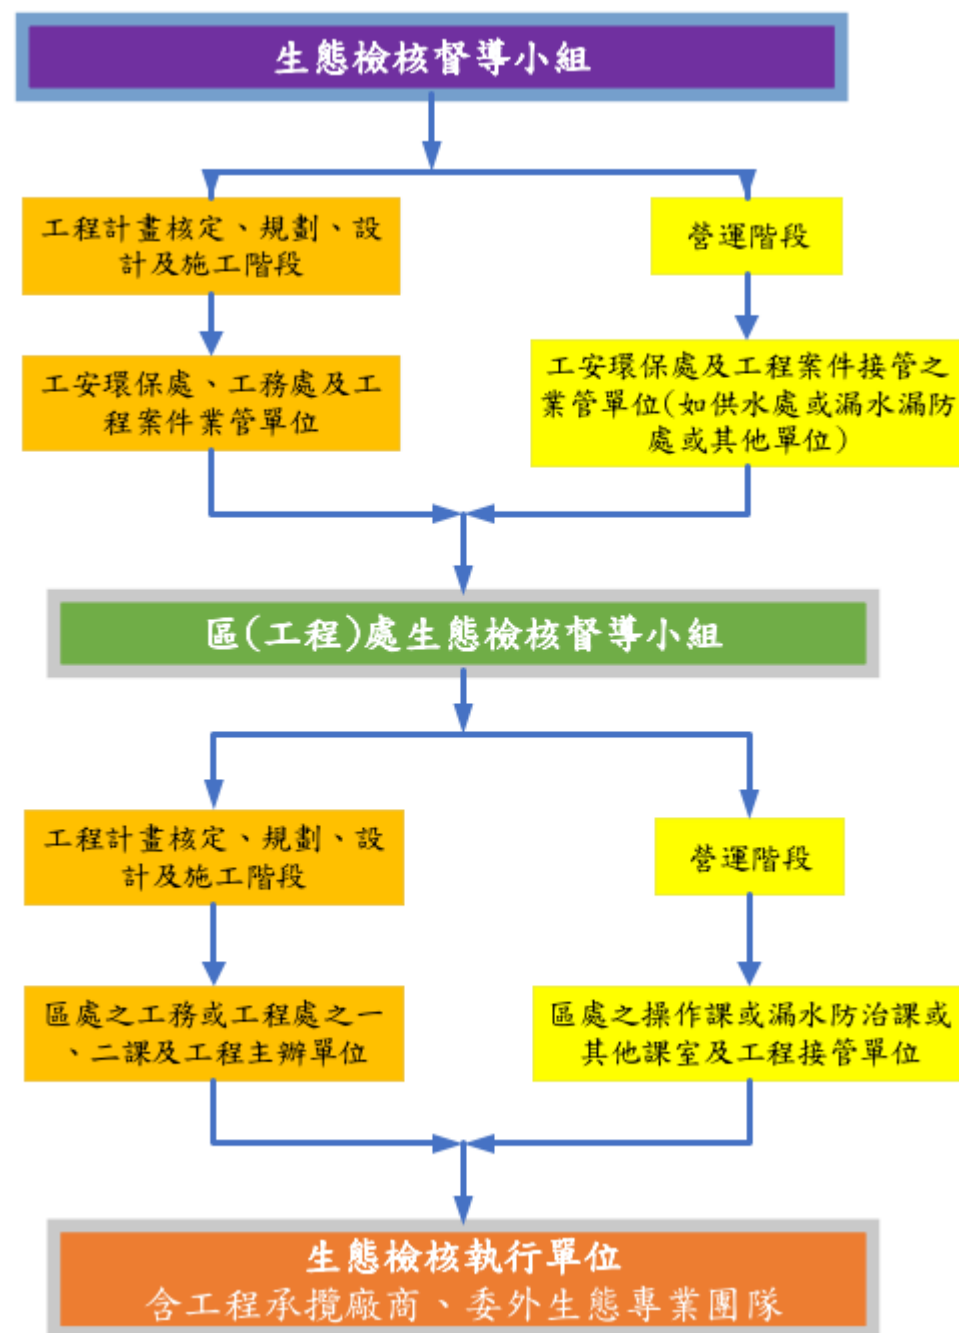 生態檢核督導小組
工程計畫核定、規劃、設
計及施工階段
營運階段
工安環保處、工務處及工
程案件業管單位
工安環保處及工程案件接管之
業管單位(如供水處或漏水漏防
處或其他單位)
區(工程)處生態檢核督導小組
工程計畫核定、規劃、設
計及施工階段
營運階段
區處之工務或工程處之一
、二課及工程主辦單位
區處之操作課或漏水防治課或
其他課室及工程接管單位
生態檢核執行單位
含工程承攬廠商、委外生態專業團隊